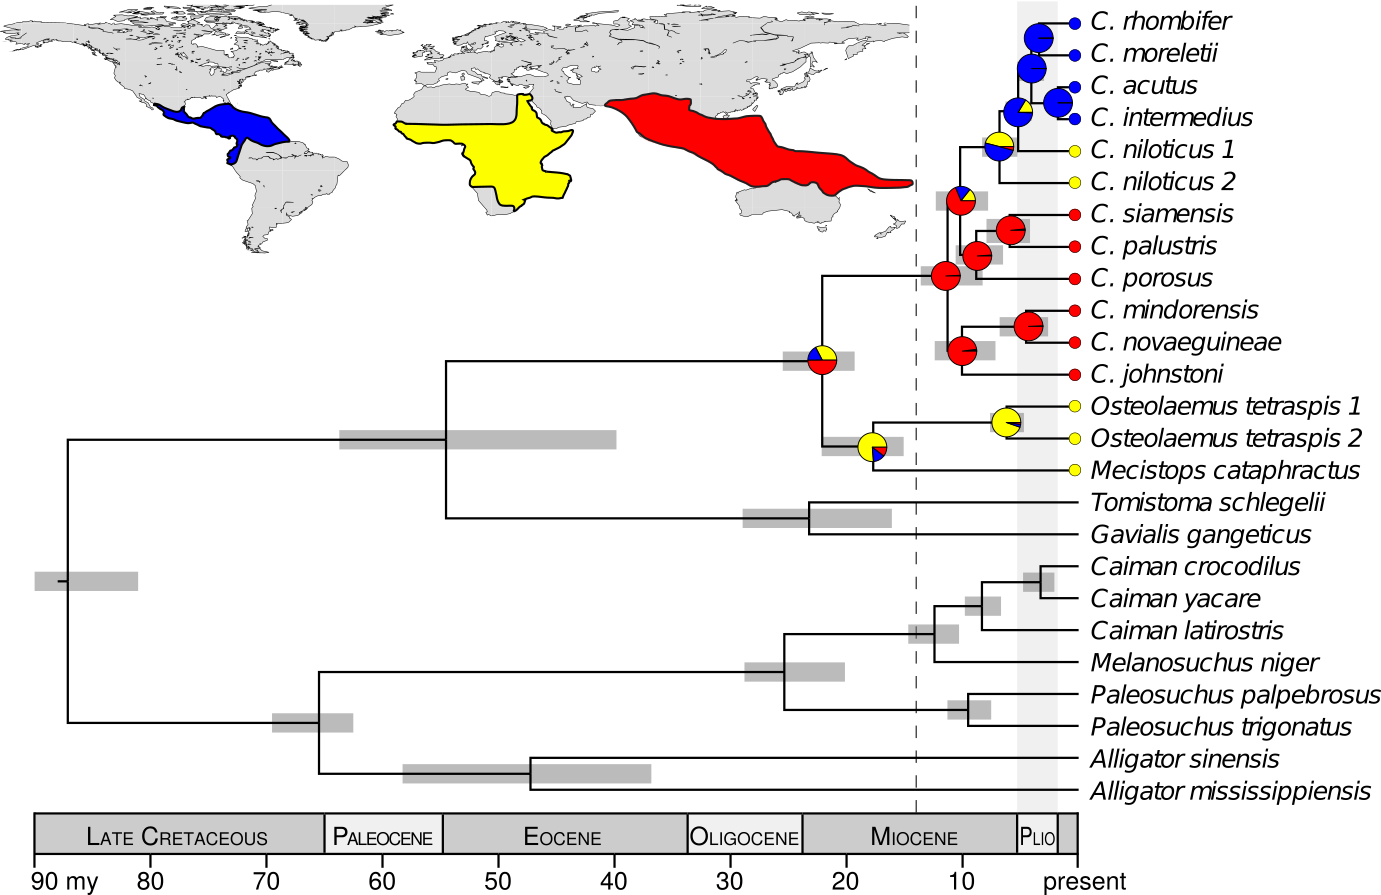 C. rhombifer
C. moreletii
C. acutus
C. intermedius
C. niloticus 1
C. niloticus 2
C. siamensis
C. palustris
C. porosus
C. mindorensis
C. novaeguineae
C. johnstoni
Osteolaemus tetraspis 1
Osteolaemus tetraspis 2
Mecistops cataphractus
Tomistoma schlegelii
Gavialis gangeticus
Caiman crocodilus
Caiman yacare
Caiman latirostris
Melanosuchus niger
Paleosuchus palpebrosus
Paleosuchus trigonatus
Alligator sinensis
Alligator mississippiensis
LATE CRETACEOUS PALEOCENE EOCENE OLIGOCENE MIOCENE PLIO
90 my 80 70 60 50 40 30 20 10 present